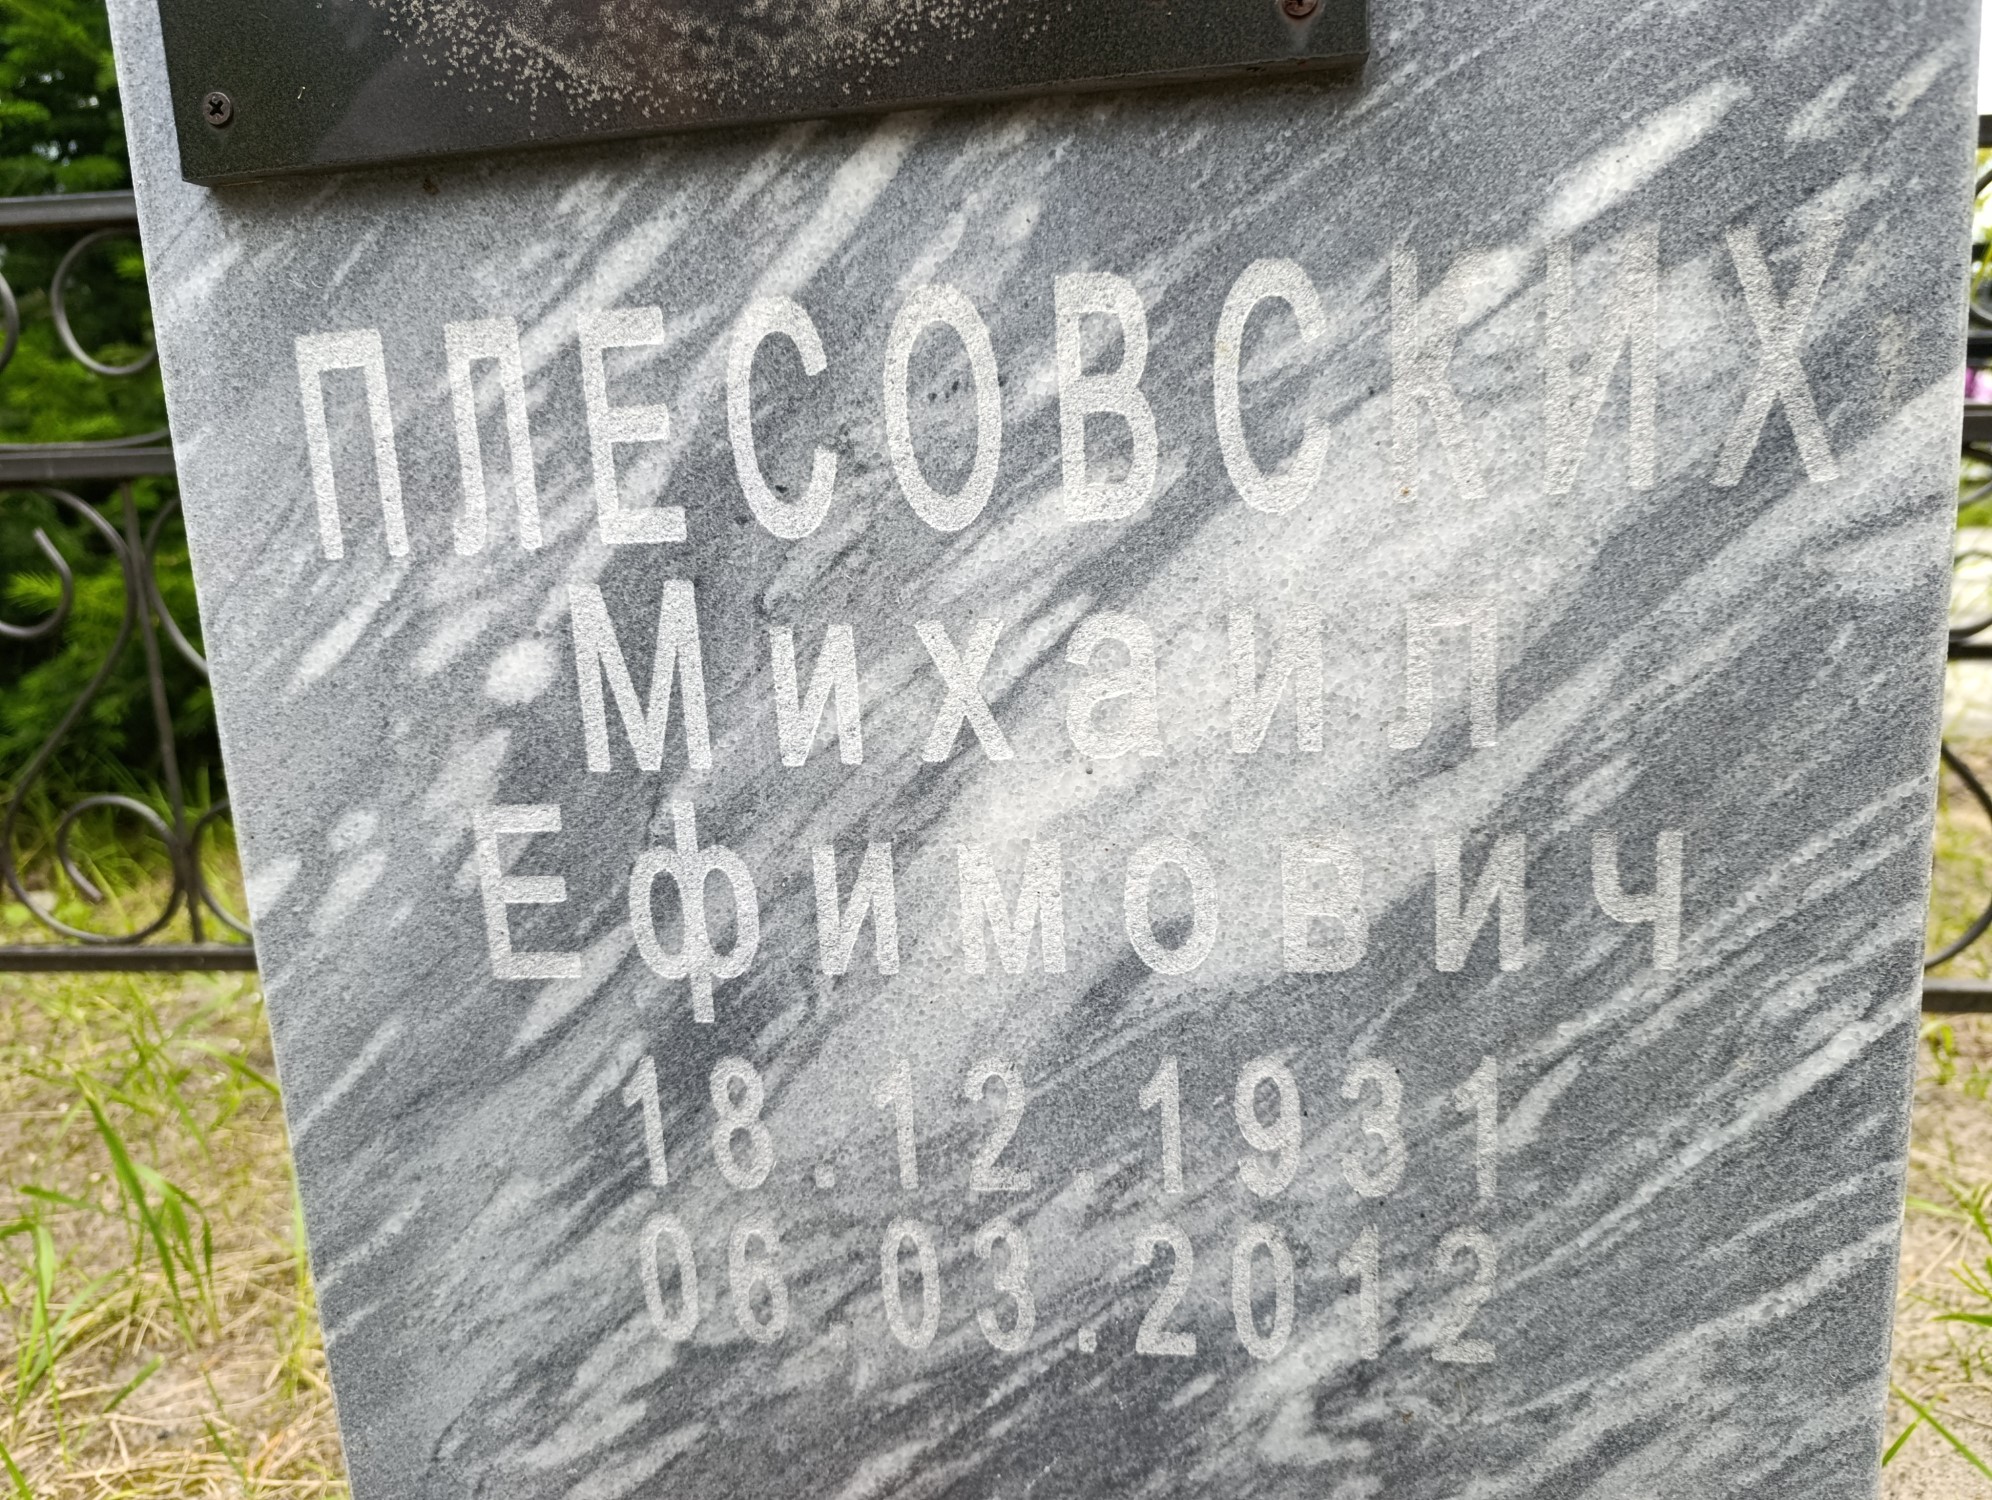 ПЛЕСОВСКИХ
Михаил
Ефимович
18.12.1931
06.03.2012